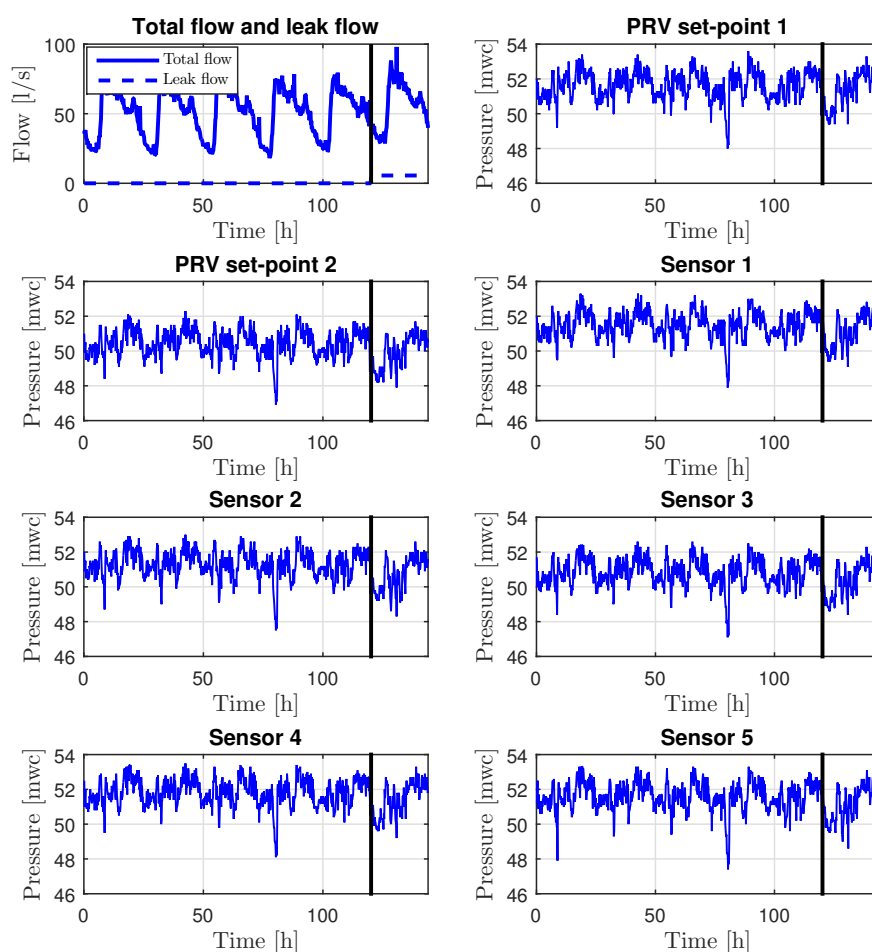 Total flow and leak flow
Flow [l/s]
100
50
0
Total flow
Leak flow
0 50 100
Time [h]
PRV set-point 1
Pressure [mwc]
54
52
50
48
46
0 50 100
Time [h]
PRV set-point 2
Pressure [mwc]
54
52
50
48
46
0 50 100
Time [h]
Sensor 1
Pressure [mwc]
54
52
50
48
46
0 50 100
Time [h]
Sensor 2
Pressure [mwc]
54
52
50
48
46
0 50 100
Time [h]
Sensor 3
Pressure [mwc]
54
52
50
48
46
0 50 100
Time [h]
Sensor 4
Pressure [mwc]
54
52
50
48
46
0 50 100
Time [h]
Sensor 5
Pressure [mwc]
54
52
50
48
46
0 50 100
Time [h]